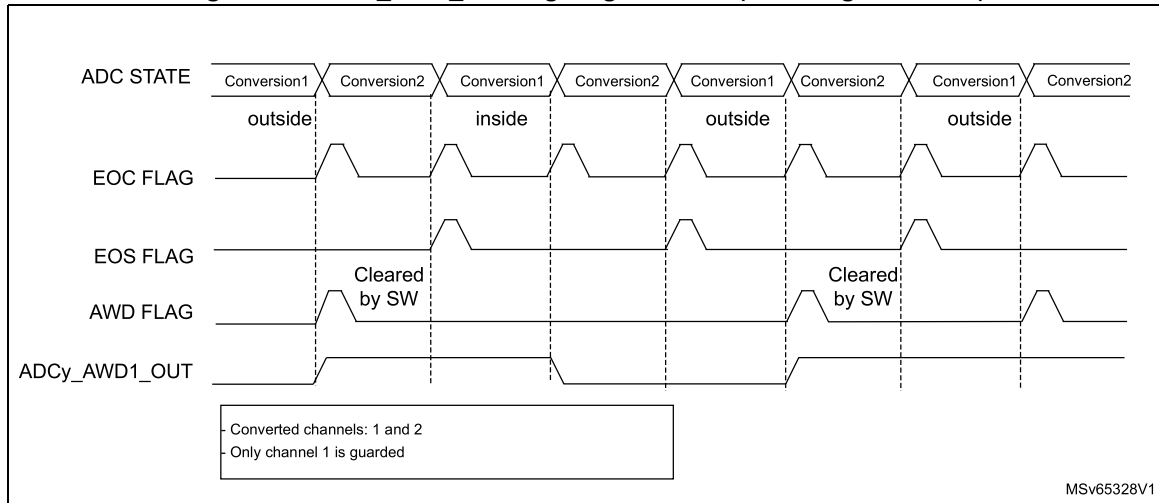 ADC STATE
Conversion1 Conversion2 Conversion1 Conversion2 Conversion1 Conversion2 Conversion1 Conversion2
outside inside outside outside
EOC FLAG
EOS FLAG
Cleared by SW
Cleared by SW
AWD FLAG
ADCy_AWD1_OUT
- Converted channels: 1 and 2
- Only channel 1 is guarded
MSv65328V1